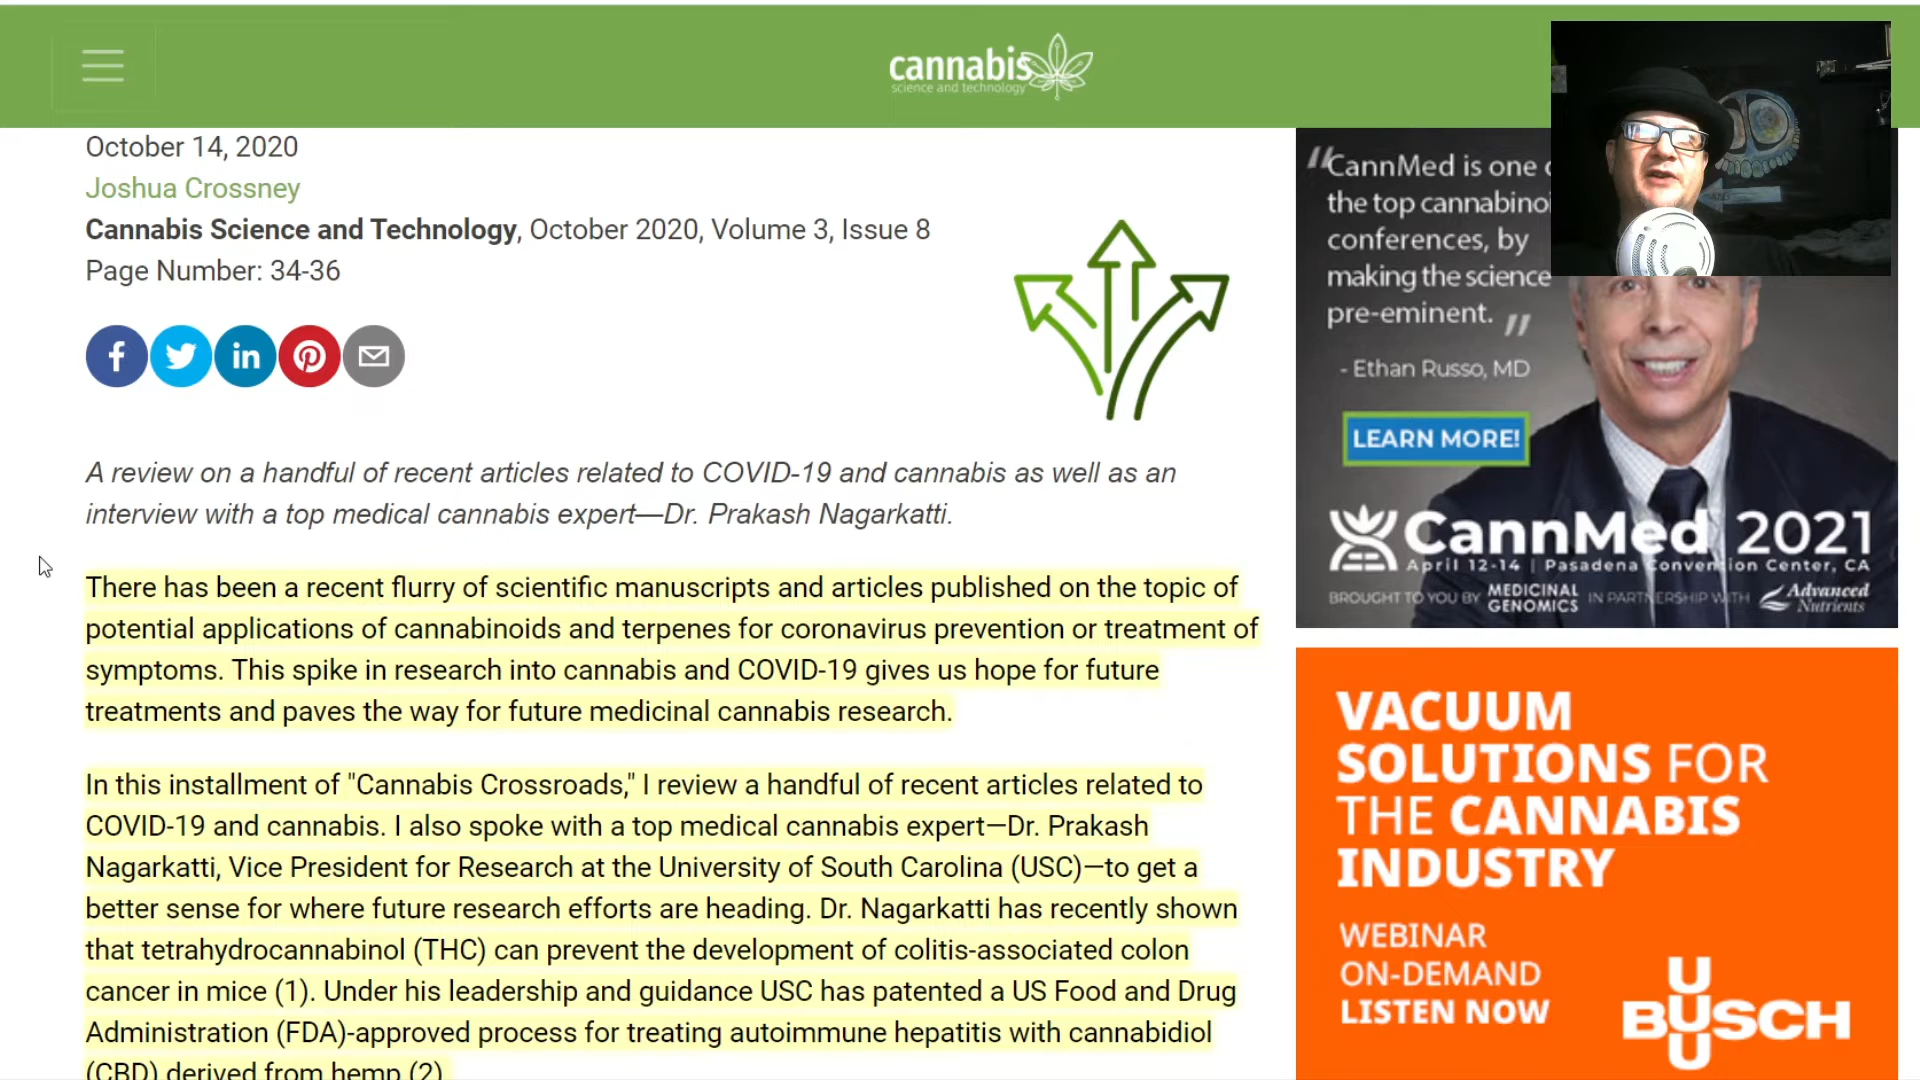 cannabis
science and technology
October 14, 2020
Joshua Crossney
Cannabis Science and Technology, October 2020, Volume 3, Issue 8
Page Number: 34-36
A review on a handful of recent articles related to COVID-19 and cannabis as well as an
interview with a top medical cannabis expert—Dr. Prakash Nagarkatti.
There has been a recent flurry of scientific manuscripts and articles published on the topic of
potential applications of cannabinoids and terpenes for coronavirus prevention or treatment of
symptoms. This spike in research into cannabis and COVID-19 gives us hope for future
treatments and paves the way for future medicinal cannabis research.
In this installment of "Cannabis Crossroads," I review a handful of recent articles related to
COVID-19 and cannabis. I also spoke with a top medical cannabis expert—Dr. Prakash
Nagarkatti, Vice President for Research at the University of South Carolina (USC)—to get a
better sense for where future research efforts are heading. Dr. Nagarkatti has recently shown
that tetrahydrocannabinol (THC) can prevent the development of colitis-associated colon
cancer in mice (1). Under his leadership and guidance USC has patented a US Food and Drug
Administration (FDA)-approved process for treating autoimmune hepatitis with cannabidiol
(CBD) derived from hemp (2).
“CannMed is one
the top cannabino
conferences, by
making the science
pre-eminent. ”
- Ethan Russo, MD
LEARN MORE!
CannMed 2021
April 12-14 | Pasadena Convention Center, CA
BROUGHT TO YOU BY MEDICINAL GENOMICS IN PARTNERSHIP WITH Advanced Nutrients
VACUUM
SOLUTIONS FOR
THE CANNABIS
INDUSTRY
WEBINAR
ON-DEMAND
LISTEN NOW
BUSCH